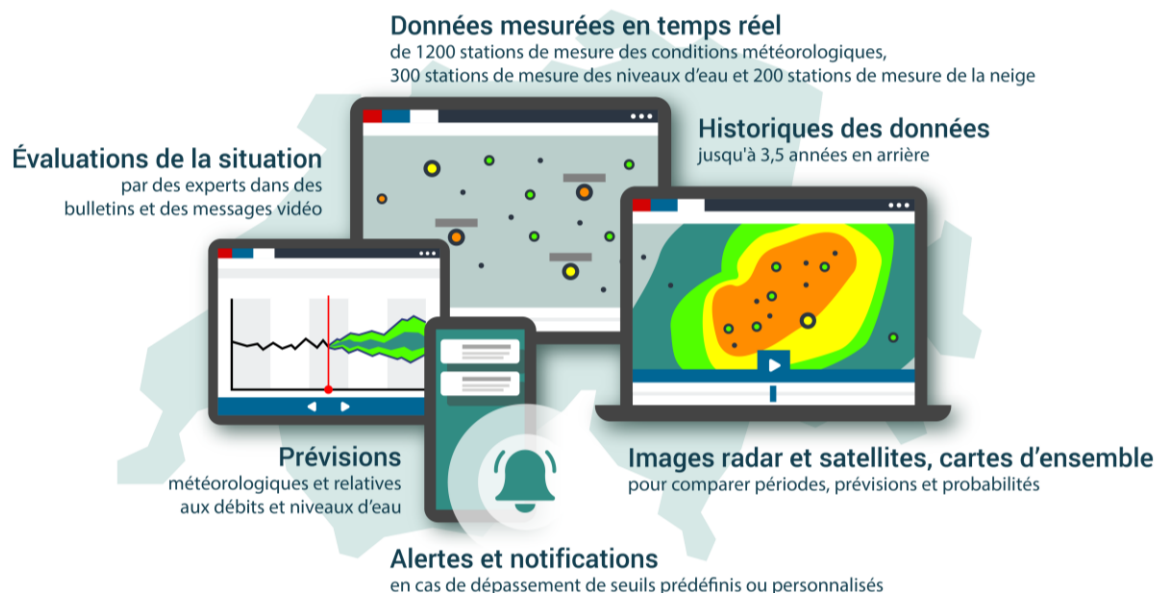 Données mesurées en temps réel
de 1200 stations de mesure des conditions météorologiques,
300 stations de mesure des niveaux d'eau et 200 stations de mesure de la neige
Historiques des données
jusqu'à 3,5 années en arrière
Évaluations de la situation
par des experts dans des
bulletins et des messages vidéo
Prévisions
météorologiques et relatives
aux débits et niveaux d'eau
Images radar et satellites, cartes d'ensemble
pour comparer périodes, prévisions et probabilités
Alertes et notifications
en cas de dépassement de seuils prédéfinis ou personnalisés